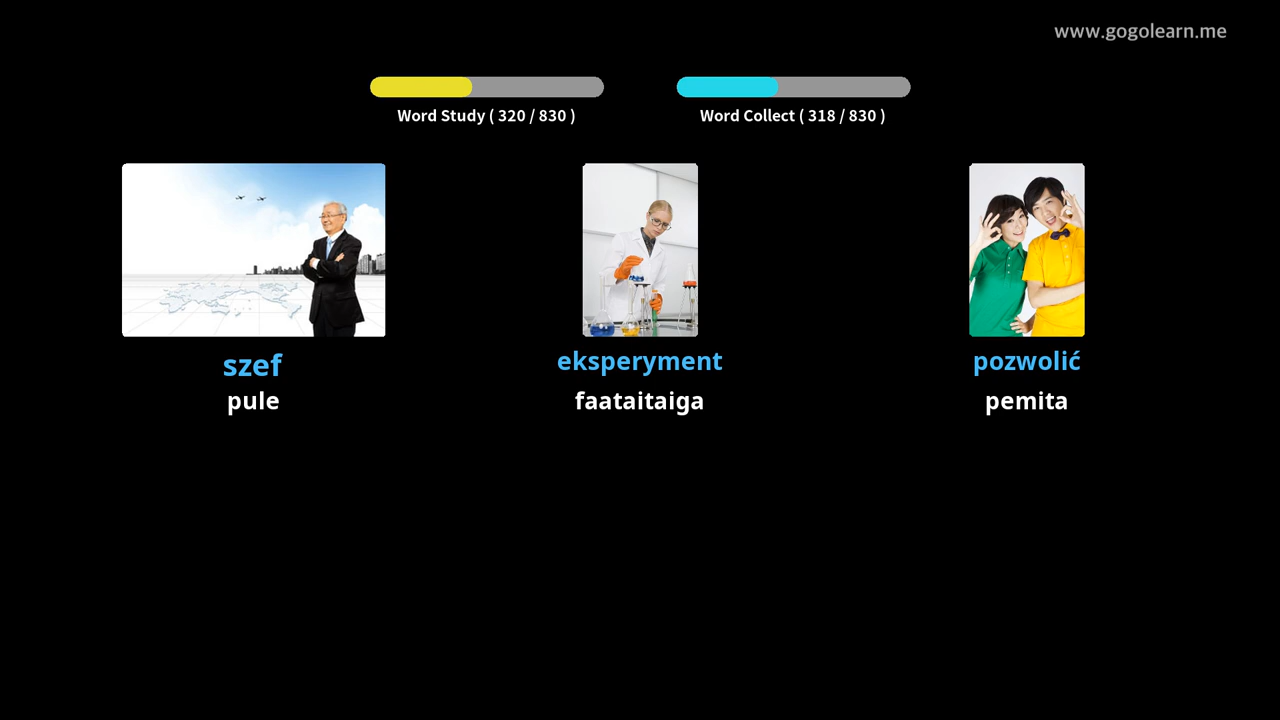 www.gogolearn.me
Word Study ( 320 / 830 )
Word Collect ( 318 / 830 )
szef
pule
eksperyment
faataitaiga
pozwolić
pemita